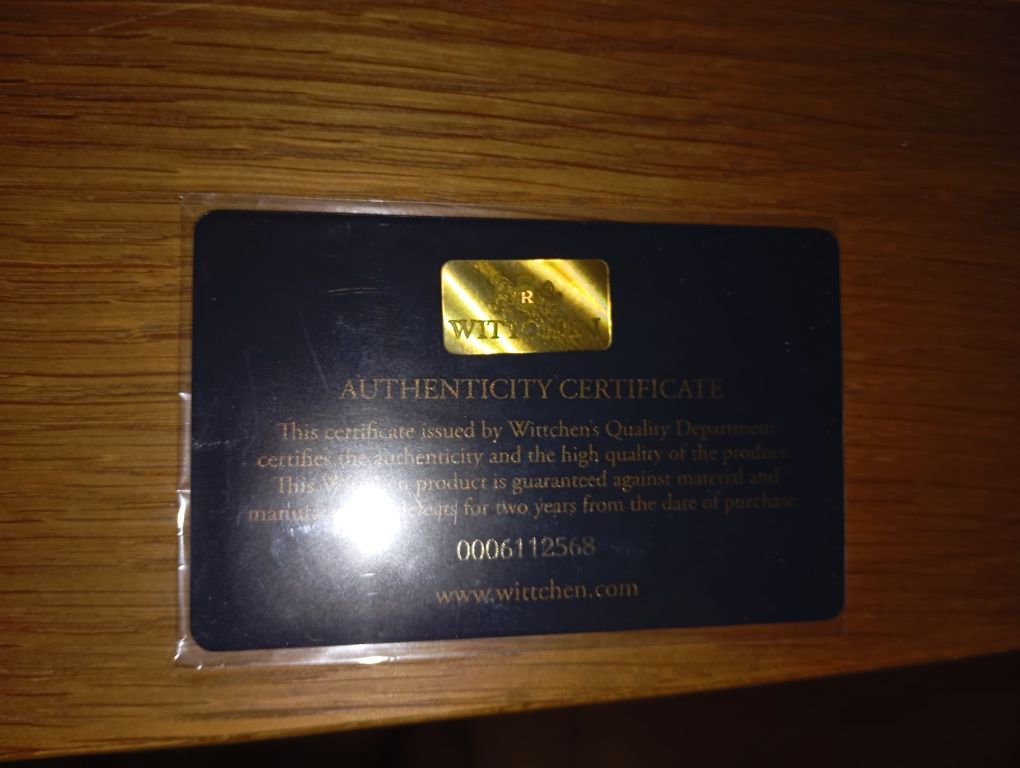 R
WITTCHEN
AUTHENTICITY CERTIFICATE
This certificate issued by Wittchen's Quality Department
certifies the authenticity and the high quality of the product.
This Wittchen product is guaranteed against material and
for two years from the date of purchase
0006112568
www.wittchen.com